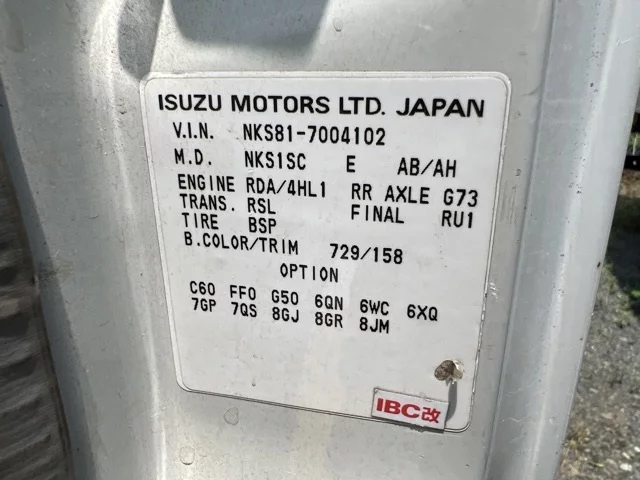 ISUZU MOTORS LTD. JAPAN
V.I.N. NKS81-7004102
M.D. NKS1SC E AB/AH
ENGINE RDA/4HL1 RR AXLE G73
TRANS. RSL FINAL RU1
TIRE BSP
B.COLOR/TRIM 729/158
OPTION
C60 FFO G50 6QN 6WC 6XQ
7GP 7QS 8GJ 8GR 8JM
IBC改